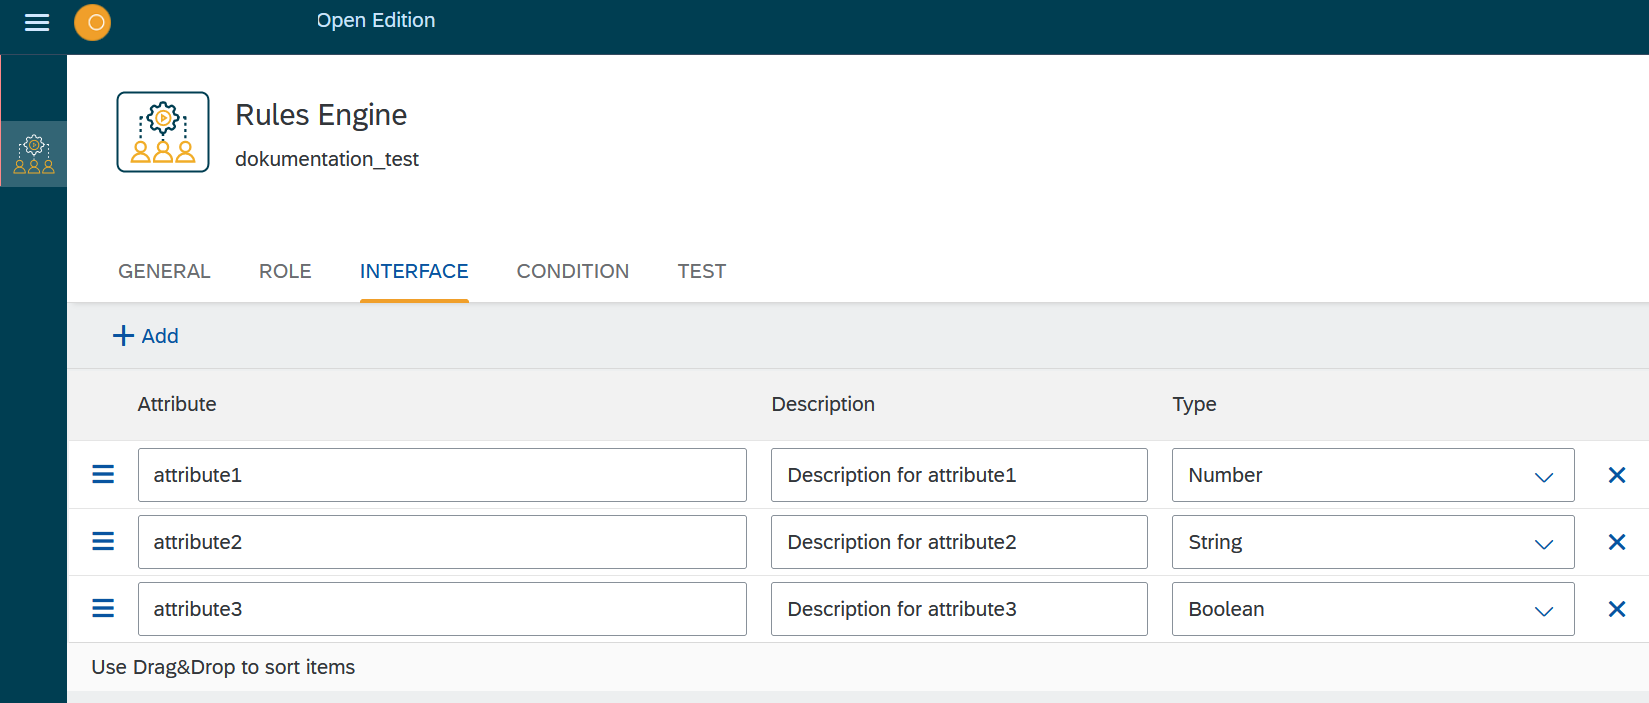 Open Edition
Rules Engine
dokumentation_test
GENERAL ROLE INTERFACE CONDITION TEST
Add
Attribute Description Type
attribute1 Description for attribute1 Number
attribute2 Description for attribute2 String
attribute3 Description for attribute3 Boolean
Use Drag&Drop to sort items